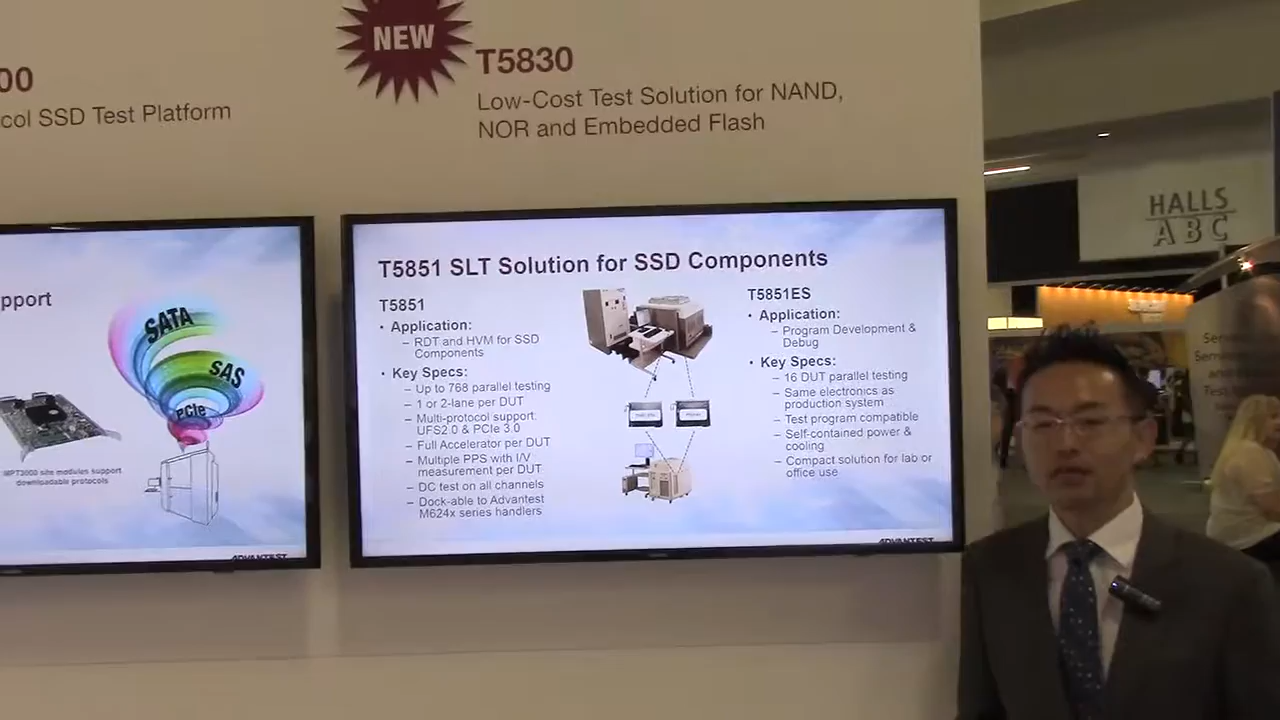 NEW
T5830
Low-Cost Test Solution for NAND,
NOR and Embedded Flash
00
col SSD Test Platform
pport
SATA
SAS
PCIe
MPT3000 site modules support
downloadable protocols
ADVANTEST
T5851 SLT Solution for SSD Components
T5851
• Application:
– RDT and HVM for SSD
Components
• Key Specs:
– Up to 768 parallel testing
– 1 or 2-lane per DUT
– Multi-protocol support:
UFS2.0 & PCIe 3.0
– Full Accelerator per DUT
– Multiple PPS with I/V
measurement per DUT
– DC test on all channels
– Dock-able to Advantest
M624x series handlers
T5851ES
• Application:
– Program Development &
Debug
• Key Specs:
– 16 DUT parallel testing
– Same electronics as
production system
– Test program compatible
– Self-contained power &
cooling
– Compact solution for lab or
office use
ADVANTEST
HALLS
A B C